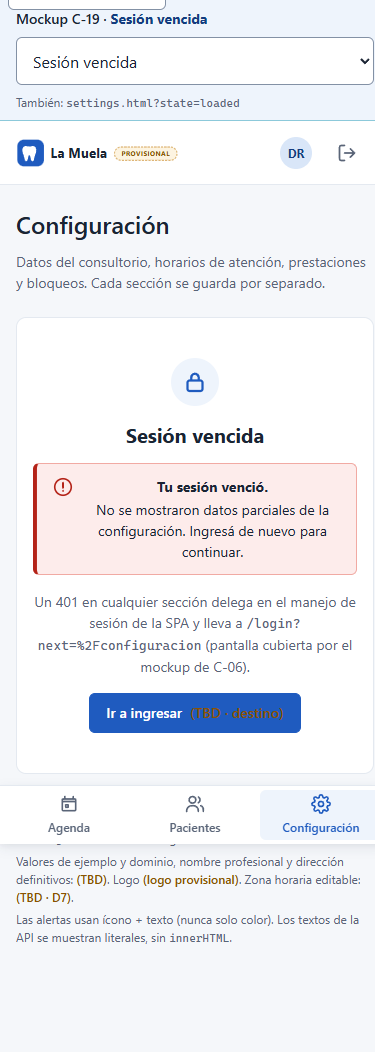 Mockup C-19 · Sesión vencida
Sesión vencida
También: settings.html?state=loaded
La Muela PROVISIONAL DR
Configuración
Datos del consultorio, horarios de atención, prestaciones
y bloqueos. Cada sección se guarda por separado.
Sesión vencida
Tu sesión venció.
No se mostraron datos parciales de la
configuración. Ingresá de nuevo para
continuar.
Un 401 en cualquier sección delega en el manejo de
sesión de la SPA y lleva a /login?
next=%2Fconfiguracion (pantalla cubierta por el
mockup de C-06).
Ir a ingresar (TBD · destino)
Agenda Pacientes Configuración
Valores de ejemplo y dominio, nombre profesional y dirección
definitivos: (TBD). Logo (logo provisional). Zona horaria editable:
(TBD · D7).
Las alertas usan ícono + texto (nunca solo color). Los textos de la
API se muestran literales, sin innerHTML.